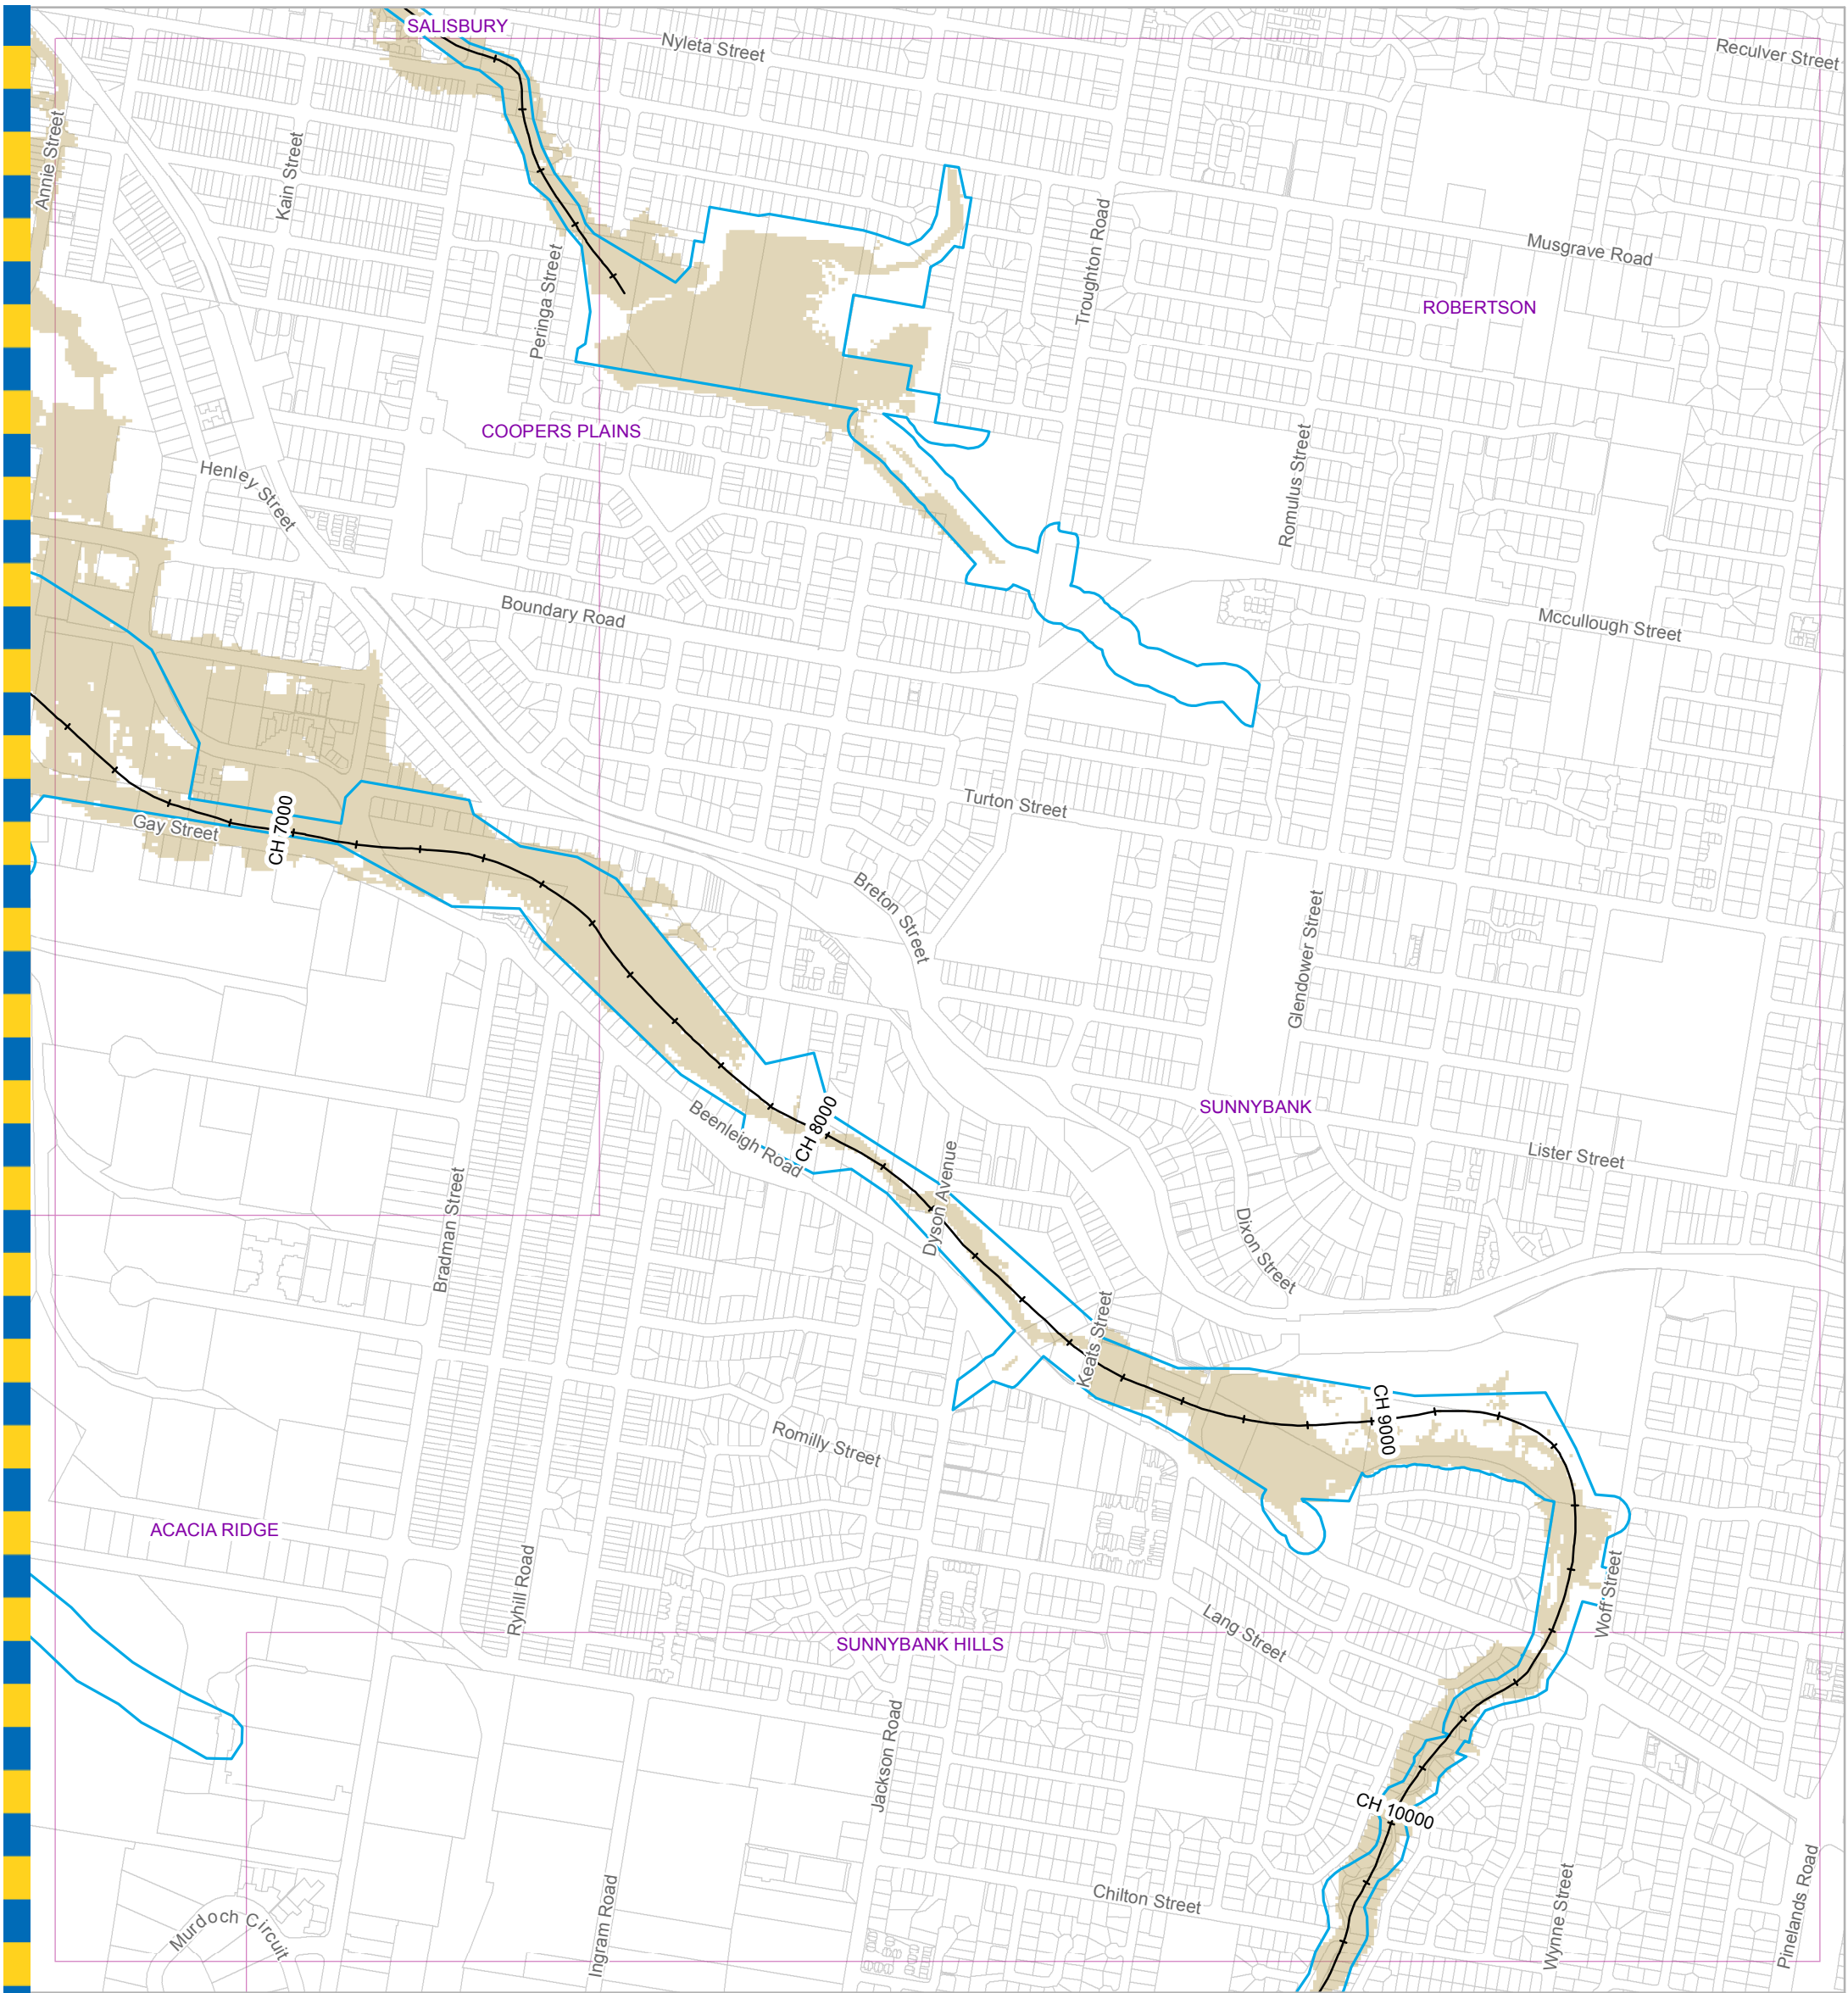 SALISBURY
Nyleta Street
Reculver Street
Annie Street
Kain Street
Peringa Street
Troughton Road
Musgrave Road
ROBERTSON
COOPERS PLAINS
Henley Street
Romulus Street
Boundary Road
Mccullough Street
Turton Street
Gay Street
CH 7000
Breton Street
Glendower Street
SUNNYBANK
Beenleigh Road
CH 8000
Lister Street
Bradman Street
Dyson Avenue
Dixon Street
Keats Street
CH 9000
Romilly Street
ACACIA RIDGE
Ryhill Road
Woff Street
Lang Street
SUNNYBANK HILLS
Jackson Road
CH 10000
Chilton Street
Murdoch Circuit
Ingram Road
Wynne Street
Pinelands Road